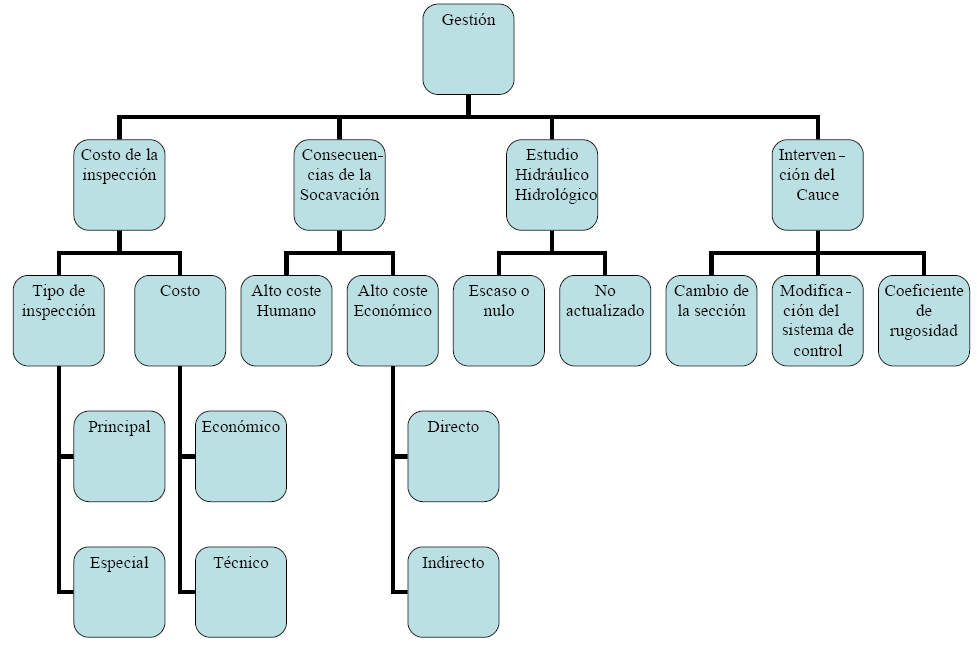 Gestión
Costo de la
inspección
Consecuen-
cias de la
Socavación
Estudio
Hidráulico
Hidrológico
Interven-
ción del
Cauce
Tipo de
inspección
Costo
Alto coste
Humano
Alto coste
Económico
Escaso o
nulo
No
actualizado
Cambio de
la sección
Modifica-
ción del
sistema de
control
Coeficiente
de
rugosidad
Principal
Económico
Directo
Especial
Técnico
Indirecto